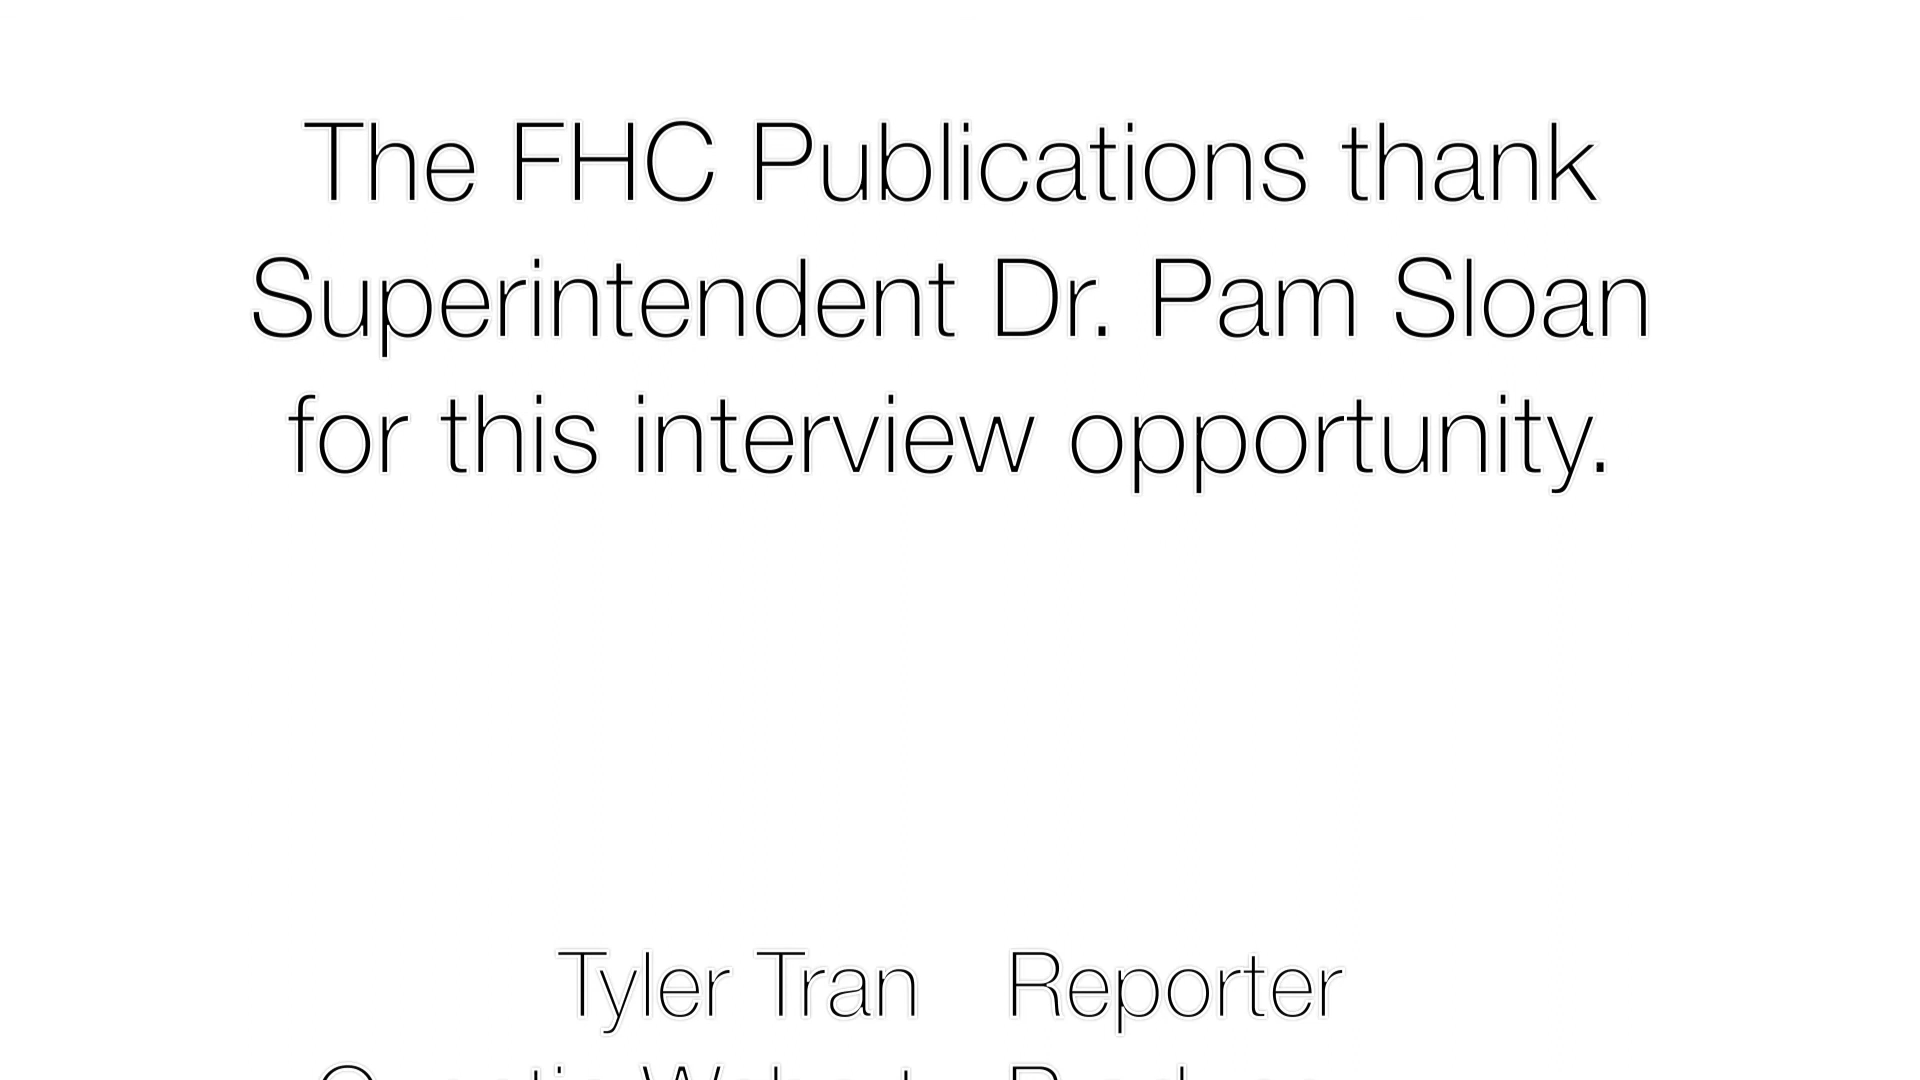 The FHC Publications thank
Superintendent Dr. Pam Sloan
for this interview opportunity.
Tyler Tran Reporter